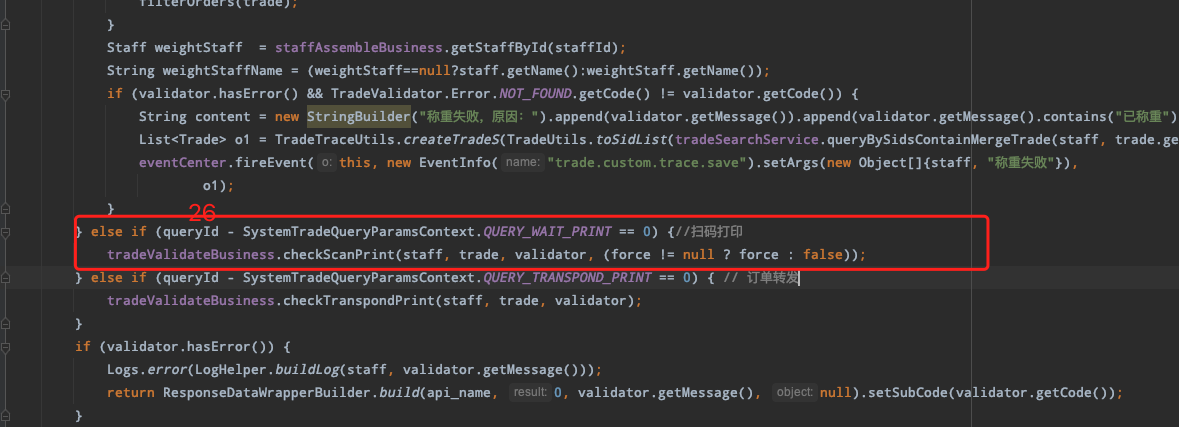 filterOrders(trade);
}
Staff weightStaff  = staffAssembleBusiness.getStaffById(staffId);
String weightStaffName = (weightStaff==null?staff.getName():weightStaff.getName());
if (validator.hasError() && TradeValidator.Error.NOT_FOUND.getCode() != validator.getCode()) {
String content = new StringBuilder("称重失败，原因：").append(validator.getMessage()).append(validator.getMessage().contains("已称重")
List<Trade> o1 = TradeTraceUtils.createTradeS(TradeUtils.toSidList(tradeSearchService.queryBySidsContainMergeTrade(staff, trade.ge
eventCenter.fireEvent( o: this, new EventInfo( name: "trade.custom.trace.save").setArgs(new Object[]{staff, "称重失败"}),
o1);
}
26
} else if (queryId - SystemTradeQueryParamsContext.QUERY_WAIT_PRINT == 0) {//扫码打印
tradeValidateBusiness.checkScanPrint(staff, trade, validator, (force != null ? force : false));
} else if (queryId - SystemTradeQueryParamsContext.QUERY_TRANSPOND_PRINT == 0) { // 订单转发
tradeValidateBusiness.checkTranspondPrint(staff, trade, validator);
}
if (validator.hasError()) {
Logs.error(LogHelper.buildLog(staff, validator.getMessage()));
return ResponseDataWrapperBuilder.build(api_name, result: 0, validator.getMessage(), object: null).setSubCode(validator.getCode());
}